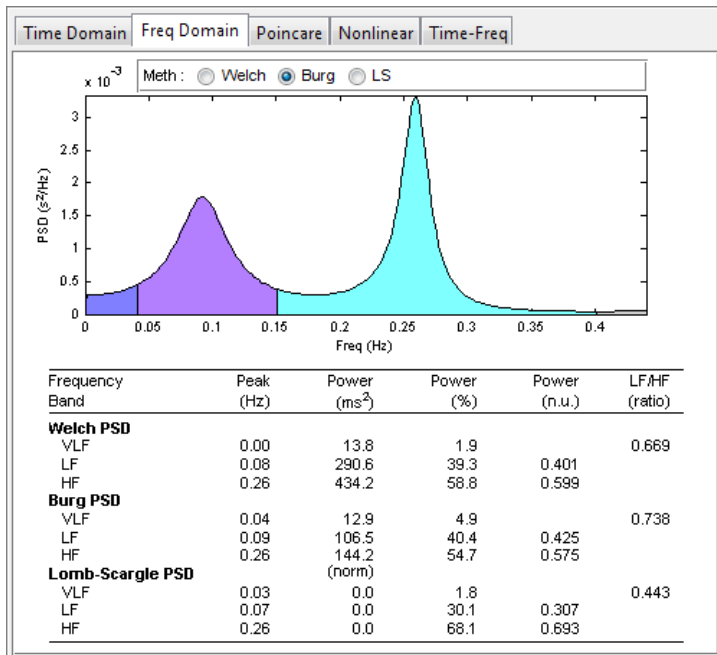 Time Domain Freq Domain Poincare Nonlinear Time-Freq
x 10^-3 Meth : Welch Burg LS
3
2.5
2
1.5
1
0.5
0
PSD (s²/Hz)
0 0.05 0.1 0.15 0.2 0.25 0.3 0.35 0.4
Freq (Hz)
Frequency Peak Power Power Power LF/HF
Band (Hz) (ms²) (%) (n.u.) (ratio)
Welch PSD
VLF 0.00 13.8 1.9 0.669
LF 0.08 290.6 39.3 0.401
HF 0.26 434.2 58.8 0.599
Burg PSD
VLF 0.04 12.9 4.9 0.738
LF 0.09 106.5 40.4 0.425
HF 0.26 144.2 54.7 0.575
Lomb-Scargle PSD (norm)
VLF 0.03 0.0 1.8 0.443
LF 0.07 0.0 30.1 0.307
HF 0.26 0.0 68.1 0.693